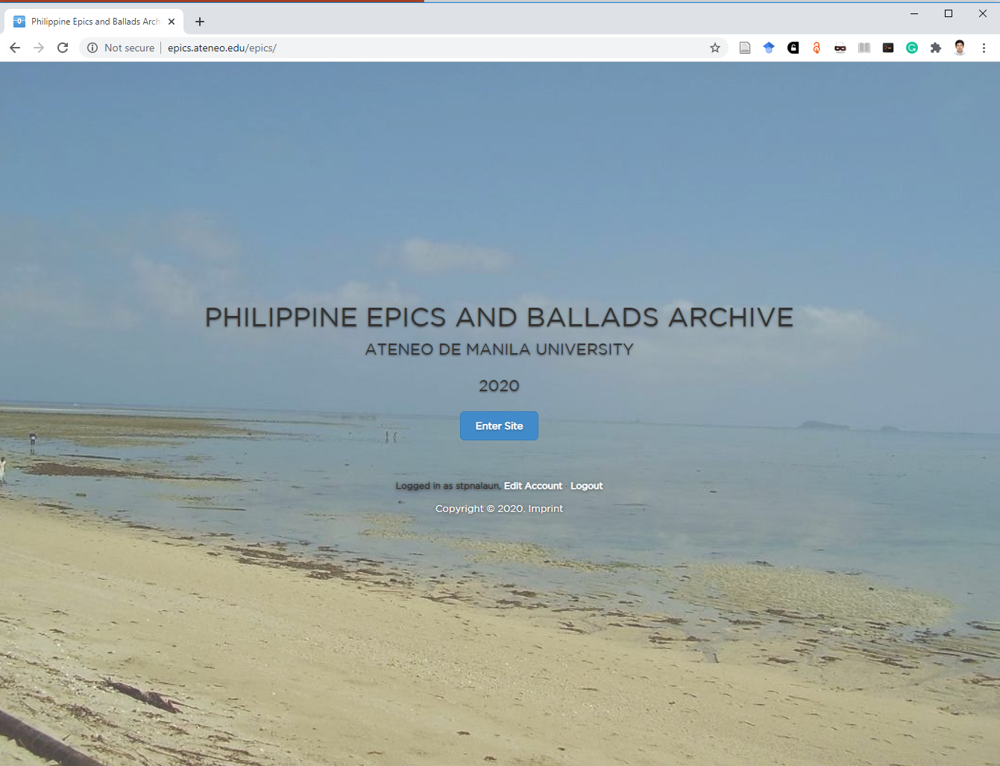 Philippine Epics and Ballads Arch
Not secure
epics.ateneo.edu/epics/
PHILIPPINE EPICS AND BALLADS ARCHIVE
ATENEO DE MANILA UNIVERSITY
2020
Enter Site
Logged in as stpnalaun, Edit Account · Logout
Copyright © 2020. Imprint